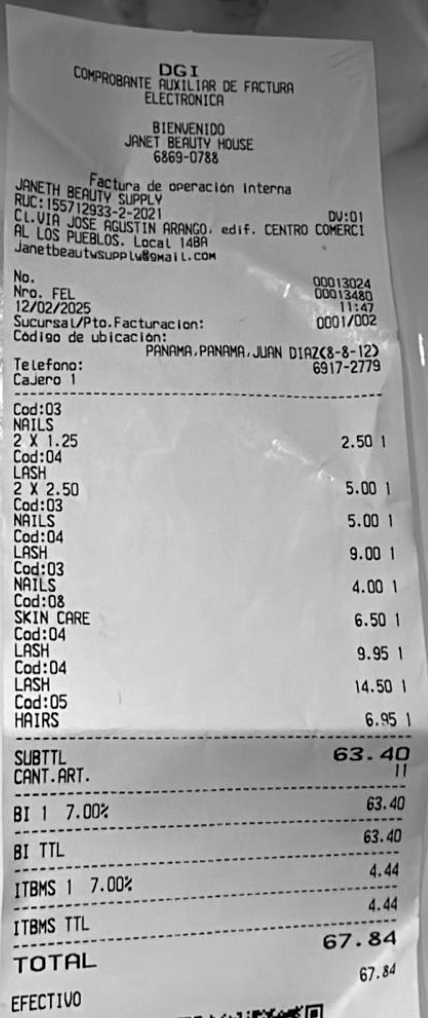 DGI
COMPROBANTE AUXILIAR DE FACTURA
ELECTRONICA
BIENVENIDO
JANET BEAUTY HOUSE
6869-0788
Factura de operación interna
JANETH BEAUTY SUPPLY
RUC:155712933-2-2021 DV:01
CL.VIA JOSE AGUSTIN ARANGO, edif. CENTRO COMERCI
AL LOS PUEBLOS. Local 148A
Janetbeautysupply@gmail.com
No. 00013024
Nro. FEL 00013480
12/02/2025 11:47
Sucursal/Pto.Facturacion: 0001/002
Código de ubicación:
PANAMA,PANAMA,JUAN DIAZ(8-8-12)
Telefono: 6917-2779
Cajero 1
Cod:03
NAILS
2 X 1.25 2.50 1
Cod:04
LASH
2 X 2.50 5.00 1
Cod:03
NAILS 5.00 1
Cod:04
LASH 9.00 1
Cod:03
NAILS 4.00 1
Cod:08
SKIN CARE 6.50 1
Cod:04
LASH 9.95 1
Cod:04
LASH 14.50 1
Cod:05
HAIRS 6.95 1
SUBTTL 63.40
CANT.ART. 11
BI 1 7.00% 63.40
BI TTL 63.40
ITBMS 1 7.00% 4.44
ITBMS TTL 4.44
TOTAL 67.84
EFECTIVO 67.84